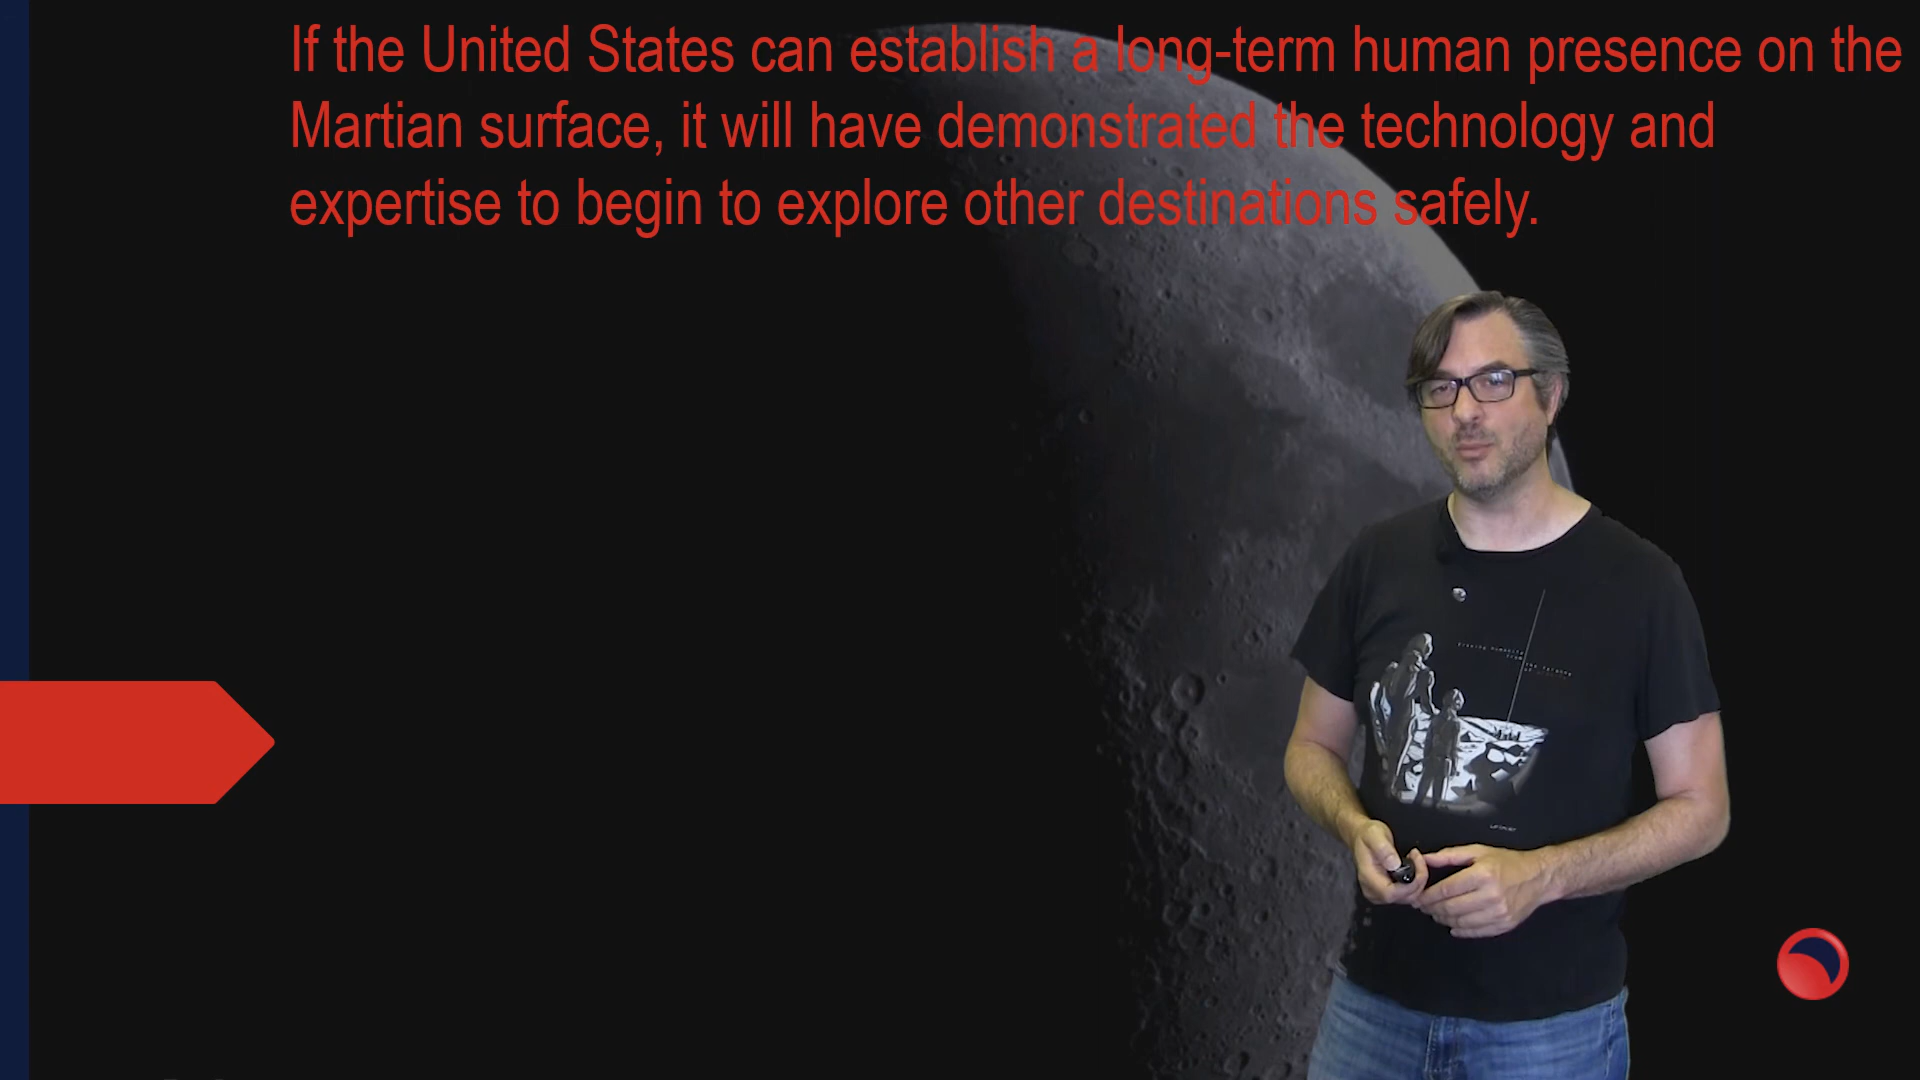 If the United States can establish a long-term human presence on the
Martian surface, it will have demonstrated the technology and
expertise to begin to explore other destinations safely.